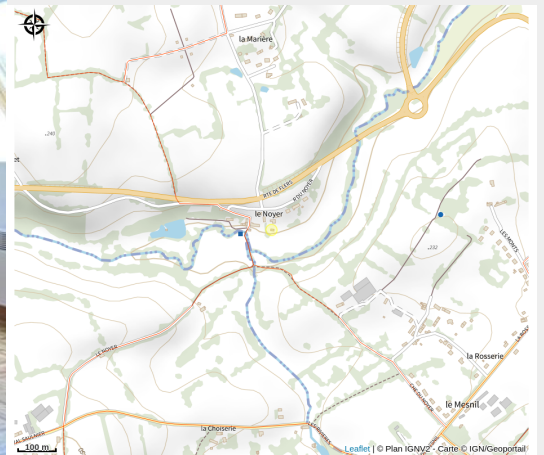 la Marière
240
RTE DE FLERS
R DU NOYER
le Noyer
232
LES MONTS
LE NOYER
la Rosserie
CHE DU NOYER
le Mesnil
la Choiserie
100 m
Leaflet | © Plan IGNV2 - Carte © IGN/Geoportail